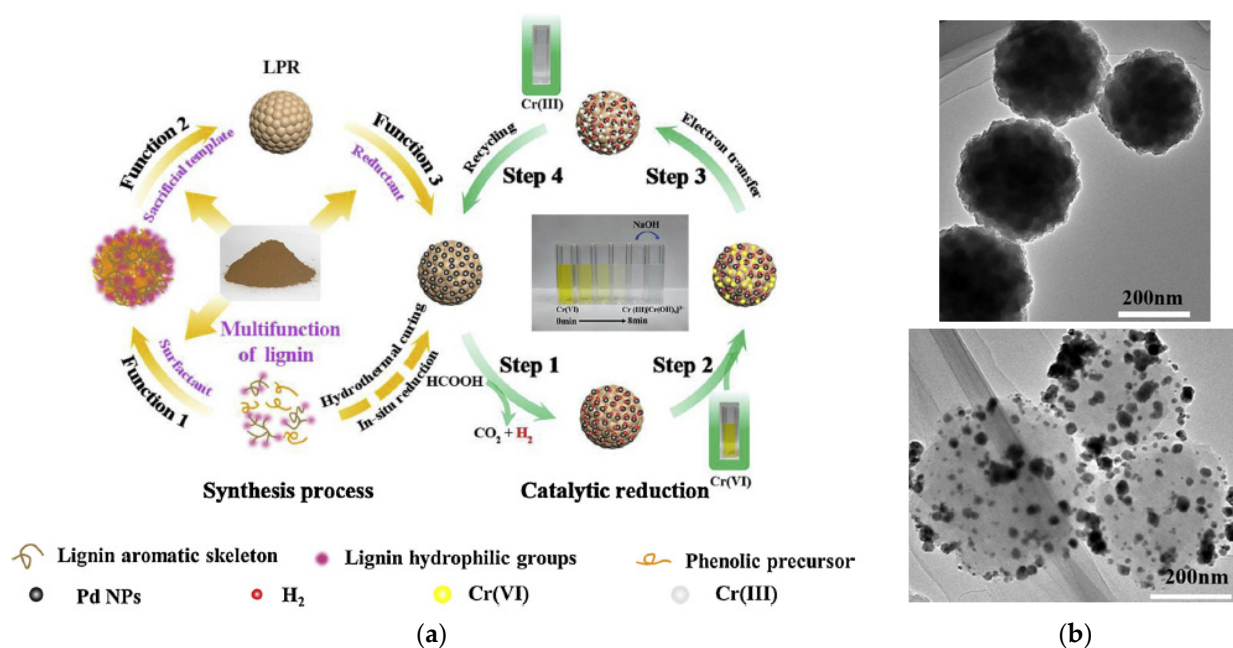 LPR
Function 2
Sacrificial template
Reductant
Function 3
Multifunction
of lignin
Surfactant
Function 1
Hydrothermal curing
In-situ reduction
Synthesis process
Cr(III)
Recycling
Step 4
Electron transfer
Step 3
NaOH
Cr(VI)
Cr (III)[Cr(OH)₄]³⁻
0min
8min
HCOOH
Step 1
Step 2
CO₂ + H₂
Cr(VI)
Catalytic reduction
Lignin aromatic skeleton
Lignin hydrophilic groups
Phenolic precursor
Pd NPs
H₂
Cr(VI)
Cr(III)
(a)
200nm
200nm
(b)